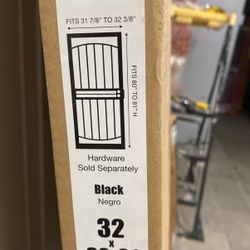 FITS 31 7/8" TO 32 3/8"
FITS 80" TO 81" H
Hardware
Sold Separately
Black
Negro
32
x